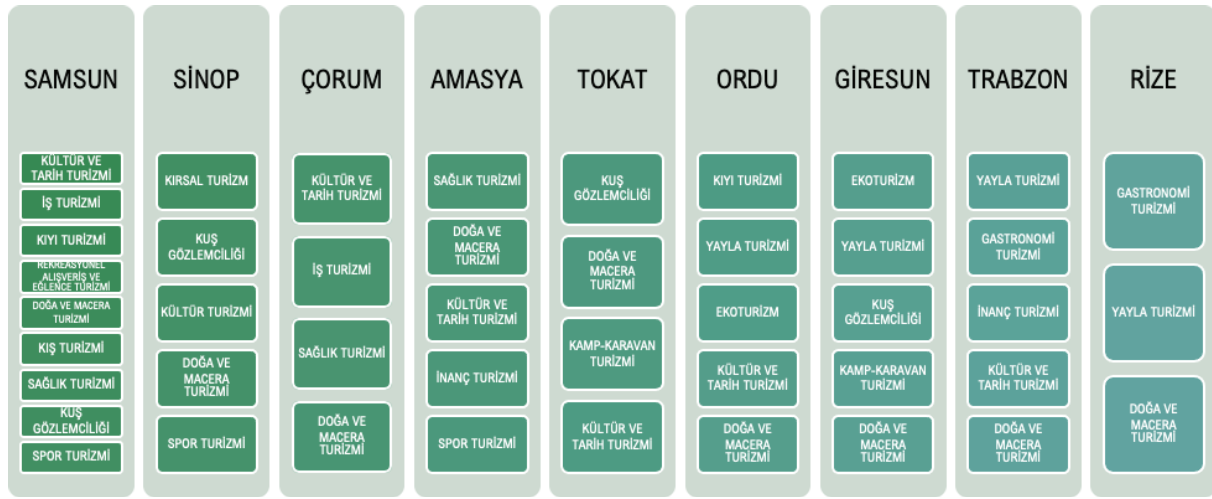 SAMSUN
KÜLTÜR VE
TARİH TURİZMİ
İŞ TURİZMİ
KIYI TURİZMİ
REKREASYONEL
ALIŞVERİŞ VE
EĞLENCE TURİZMİ
DOĞA VE MACERA
TURİZMİ
KIŞ TURİZMİ
SAĞLIK TURİZMİ
KUŞ
GÖZLEMCİLİĞİ
SPOR TURİZMİ
SİNOP
KIRSAL TURİZM
KUŞ
GÖZLEMCİLİĞİ
KÜLTÜR TURİZMİ
DOĞA VE
MACERA
TURİZMİ
SPOR TURİZMİ
ÇORUM
KÜLTÜR VE
TARİH TURİZMİ
İŞ TURİZMİ
SAĞLIK TURİZMİ
DOĞA VE
MACERA
TURİZMİ
AMASYA
SAĞLIK TURİZMİ
DOĞA VE
MACERA
TURİZMİ
KÜLTÜR VE
TARİH TURİZMİ
İNANÇ TURİZMİ
SPOR TURİZMİ
TOKAT
KUŞ
GÖZLEMCİLİĞİ
DOĞA VE
MACERA
TURİZMİ
KAMP-KARAVAN
TURİZMİ
KÜLTÜR VE
TARİH TURİZMİ
ORDU
KIYI TURİZMİ
YAYLA TURİZMİ
EKOTURİZM
KÜLTÜR VE
TARİH TURİZMİ
DOĞA VE
MACERA
TURİZMİ
GİRESUN
EKOTURİZM
YAYLA TURİZMİ
KUŞ
GÖZLEMCİLİĞİ
KAMP-KARAVAN
TURİZMİ
DOĞA VE
MACERA
TURİZMİ
TRABZON
YAYLA TURİZMİ
GASTRONOMİ
TURİZMİ
İNANÇ TURİZMİ
KÜLTÜR VE
TARİH TURİZMİ
DOĞA VE
MACERA
TURİZMİ
RİZE
GASTRONOMİ
TURİZMİ
YAYLA TURİZMİ
DOĞA VE
MACERA
TURİZMİ